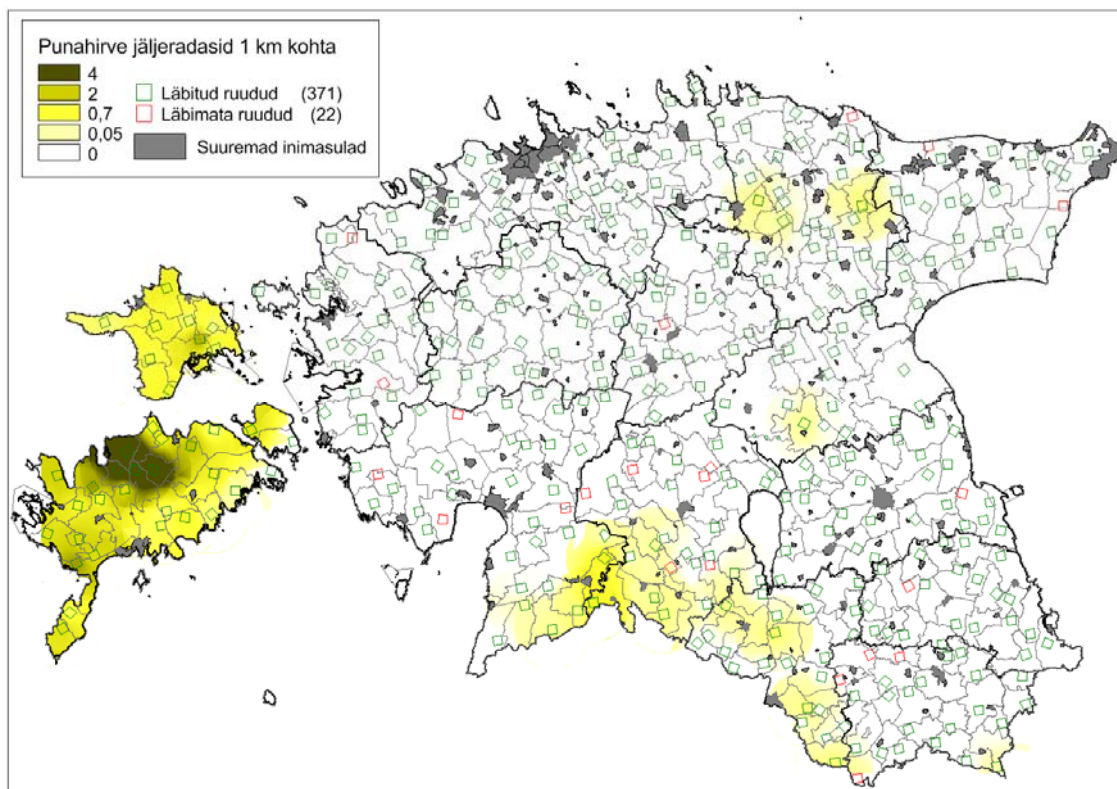 Punahirve jäljeradasid 1 km kohta
4
2
0,7
0,05
0
Läbitud ruudud (371)
Läbimata ruudud (22)
Suuremad inimasulad